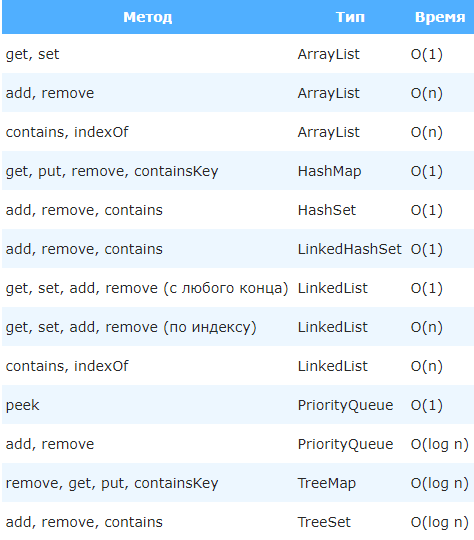 Метод Тип Время
get, set ArrayList O(1)
add, remove ArrayList O(n)
contains, indexOf ArrayList O(n)
get, put, remove, containsKey HashMap O(1)
add, remove, contains HashSet O(1)
add, remove, contains LinkedHashSet O(1)
get, set, add, remove (с любого конца) LinkedList O(1)
get, set, add, remove (по индексу) LinkedList O(n)
contains, indexOf LinkedList O(n)
peek PriorityQueue O(1)
add, remove PriorityQueue O(log n)
remove, get, put, containsKey TreeMap O(log n)
add, remove, contains TreeSet O(log n)